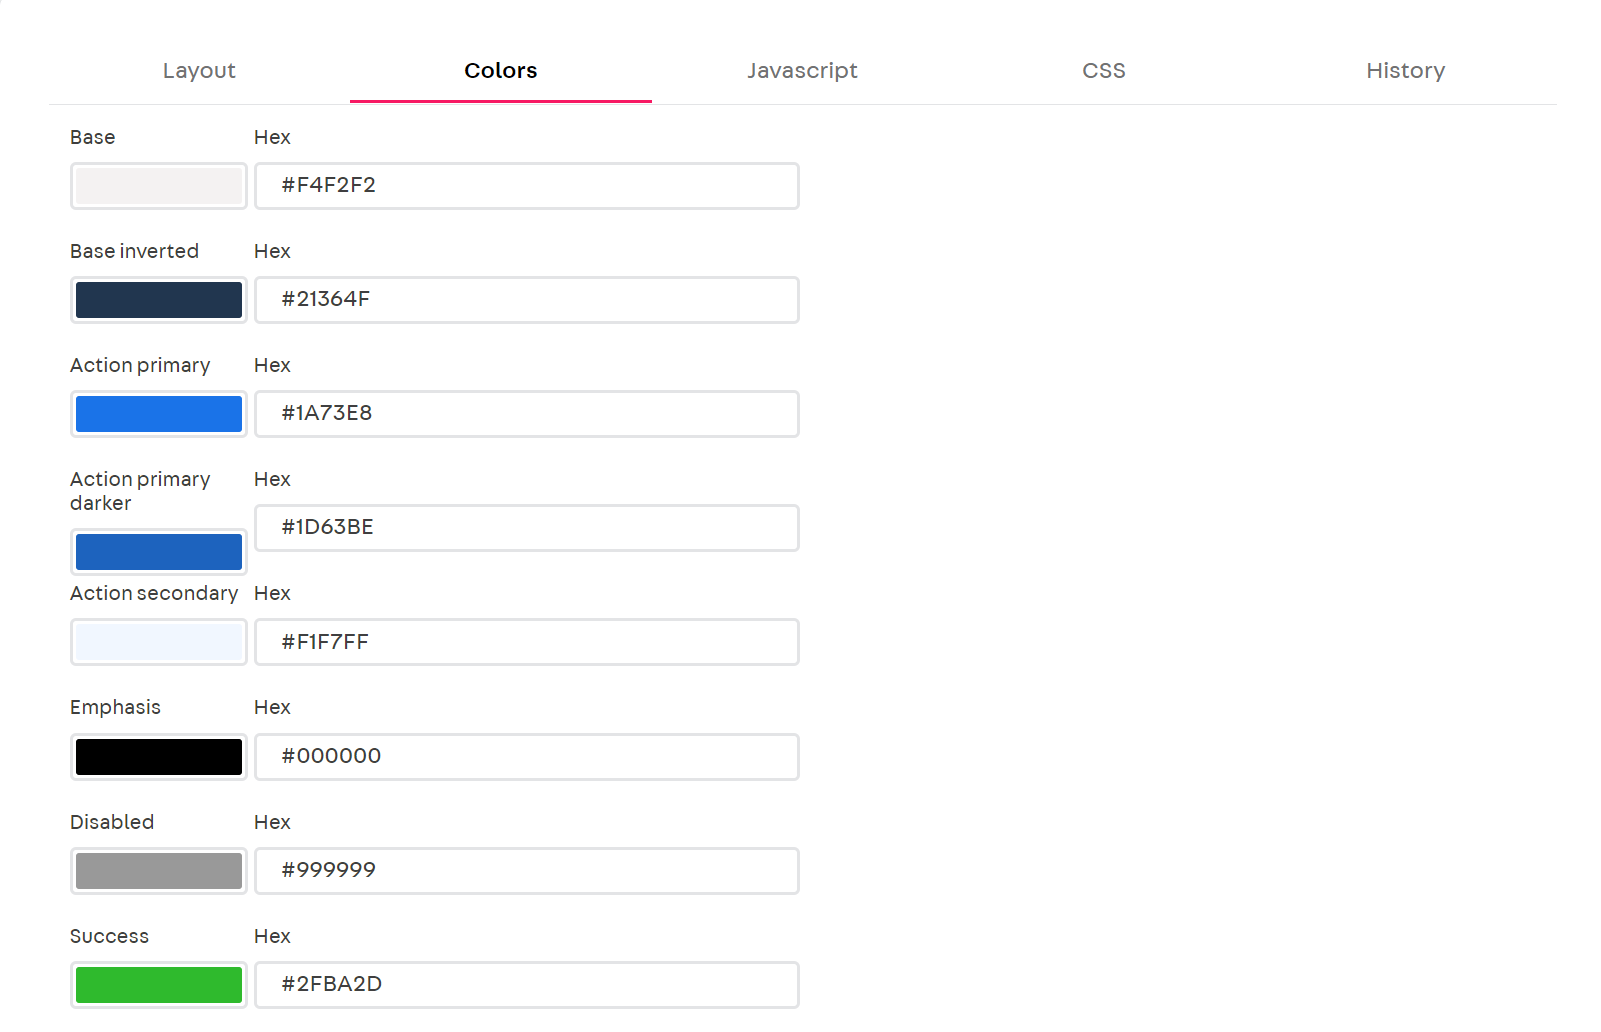 Layout Colors Javascript CSS History
Base Hex
#F4F2F2
Base inverted Hex
#21364F
Action primary Hex
#1A73E8
Action primary Hex
darker
#1D63BE
Action secondary Hex
#F1F7FF
Emphasis Hex
#000000
Disabled Hex
#999999
Success Hex
#2FBA2D